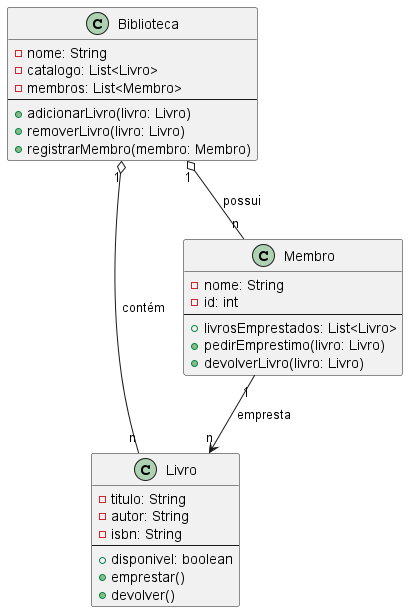 C Biblioteca
nome: String
catalogo: List<Livro>
membros: List<Membro>
adicionarLivro(livro: Livro)
removerLivro(livro: Livro)
registrarMembro(membro: Membro)
1
1
possui
n
C Membro
nome: String
id: int
livrosEmprestados: List<Livro>
pedirEmprestimo(livro: Livro)
devolverLivro(livro: Livro)
contém
1
empresta
n
n
C Livro
titulo: String
autor: String
isbn: String
disponivel: boolean
emprestar()
devolver()